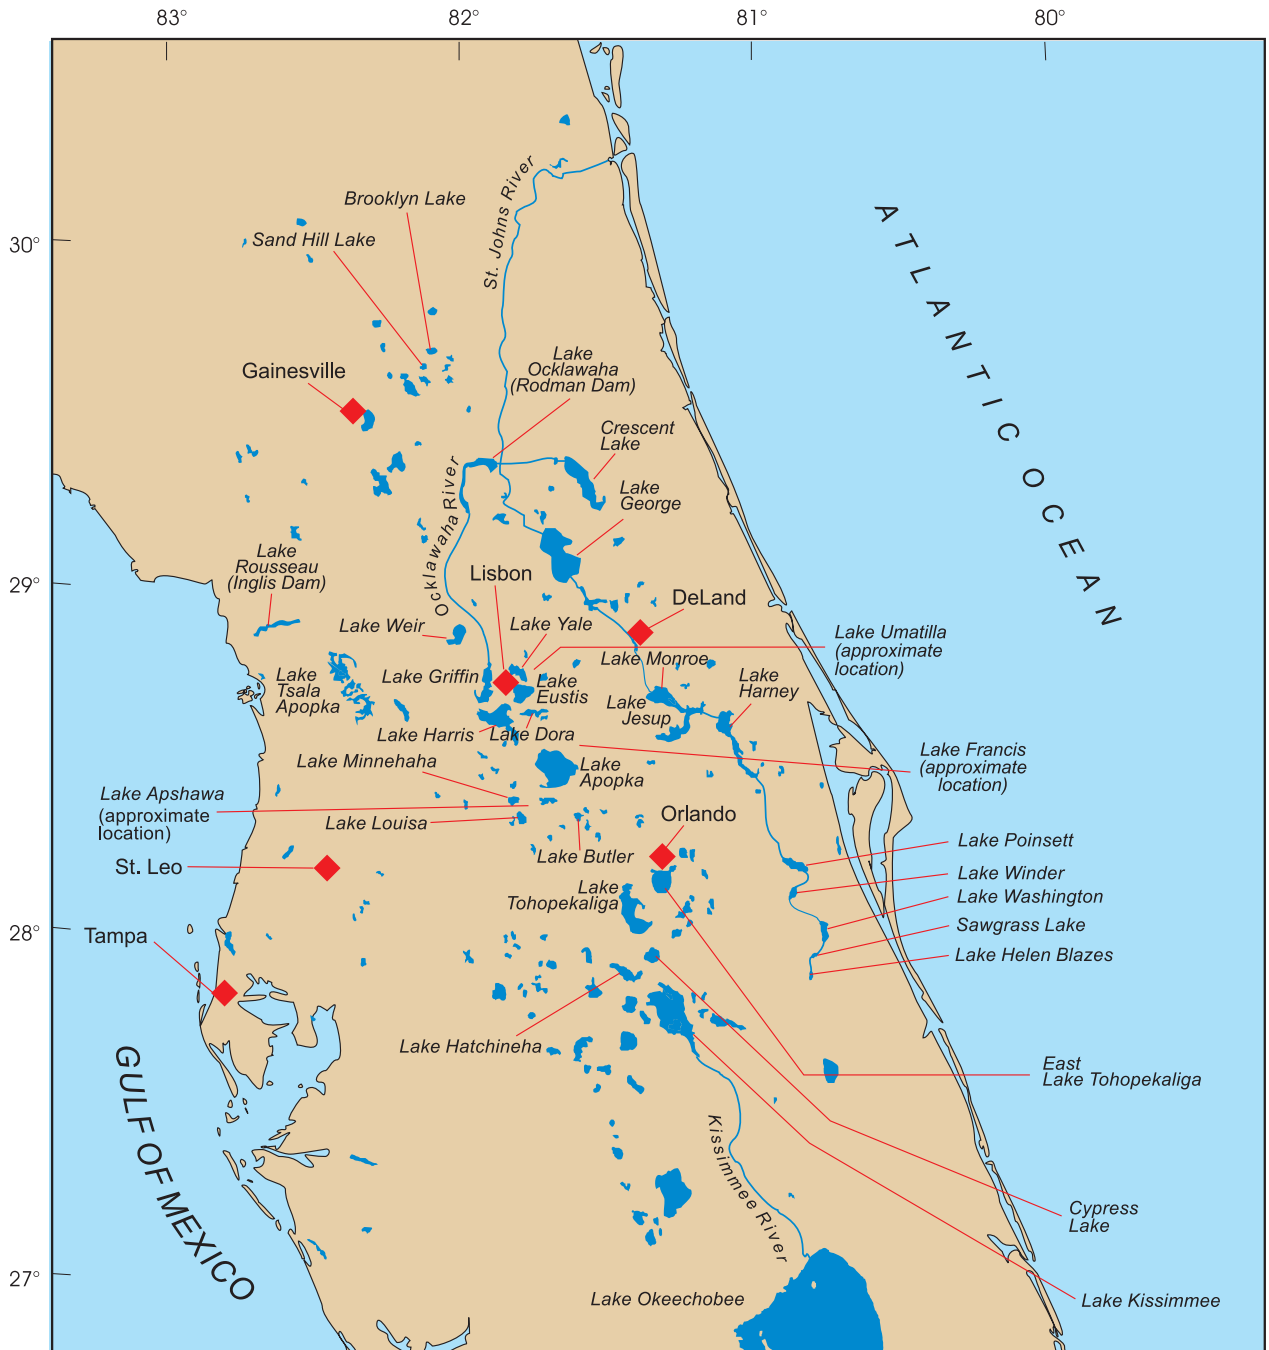 83°
82°
81°
80°
30°
29°
28°
27°
Brooklyn Lake
Sand Hill Lake
St. Johns River
ATLANTIC OCEAN
Gainesville
Lake
Ocklawaha
(Rodman Dam)
Crescent
Lake
Lake
George
Ocklawaha River
Lake
Rousseau
(Inglis Dam)
Lisbon
DeLand
Lake Weir
Lake Yale
Lake Umatilla
(approximate
location)
Lake Monroe
Lake
Tsala
Apopka
Lake Griffin
Lake
Eustis
Lake
Harney
Lake
Jesup
Lake Harris
Lake Dora
Lake Minnehaha
Lake Francis
(approximate
location)
Lake
Apopka
Lake Apshawa
(approximate
location)
Lake Louisa
Orlando
Lake Butler
St. Leo
Lake Poinsett
Lake Winder
Lake Washington
Sawgrass Lake
Lake Helen Blazes
Lake
Tohopekaliga
Tampa
Lake Hatchineha
East
Lake Tohopekaliga
GULF OF MEXICO
Kissimmee River
Cypress
Lake
Lake Okeechobee
Lake Kissimmee